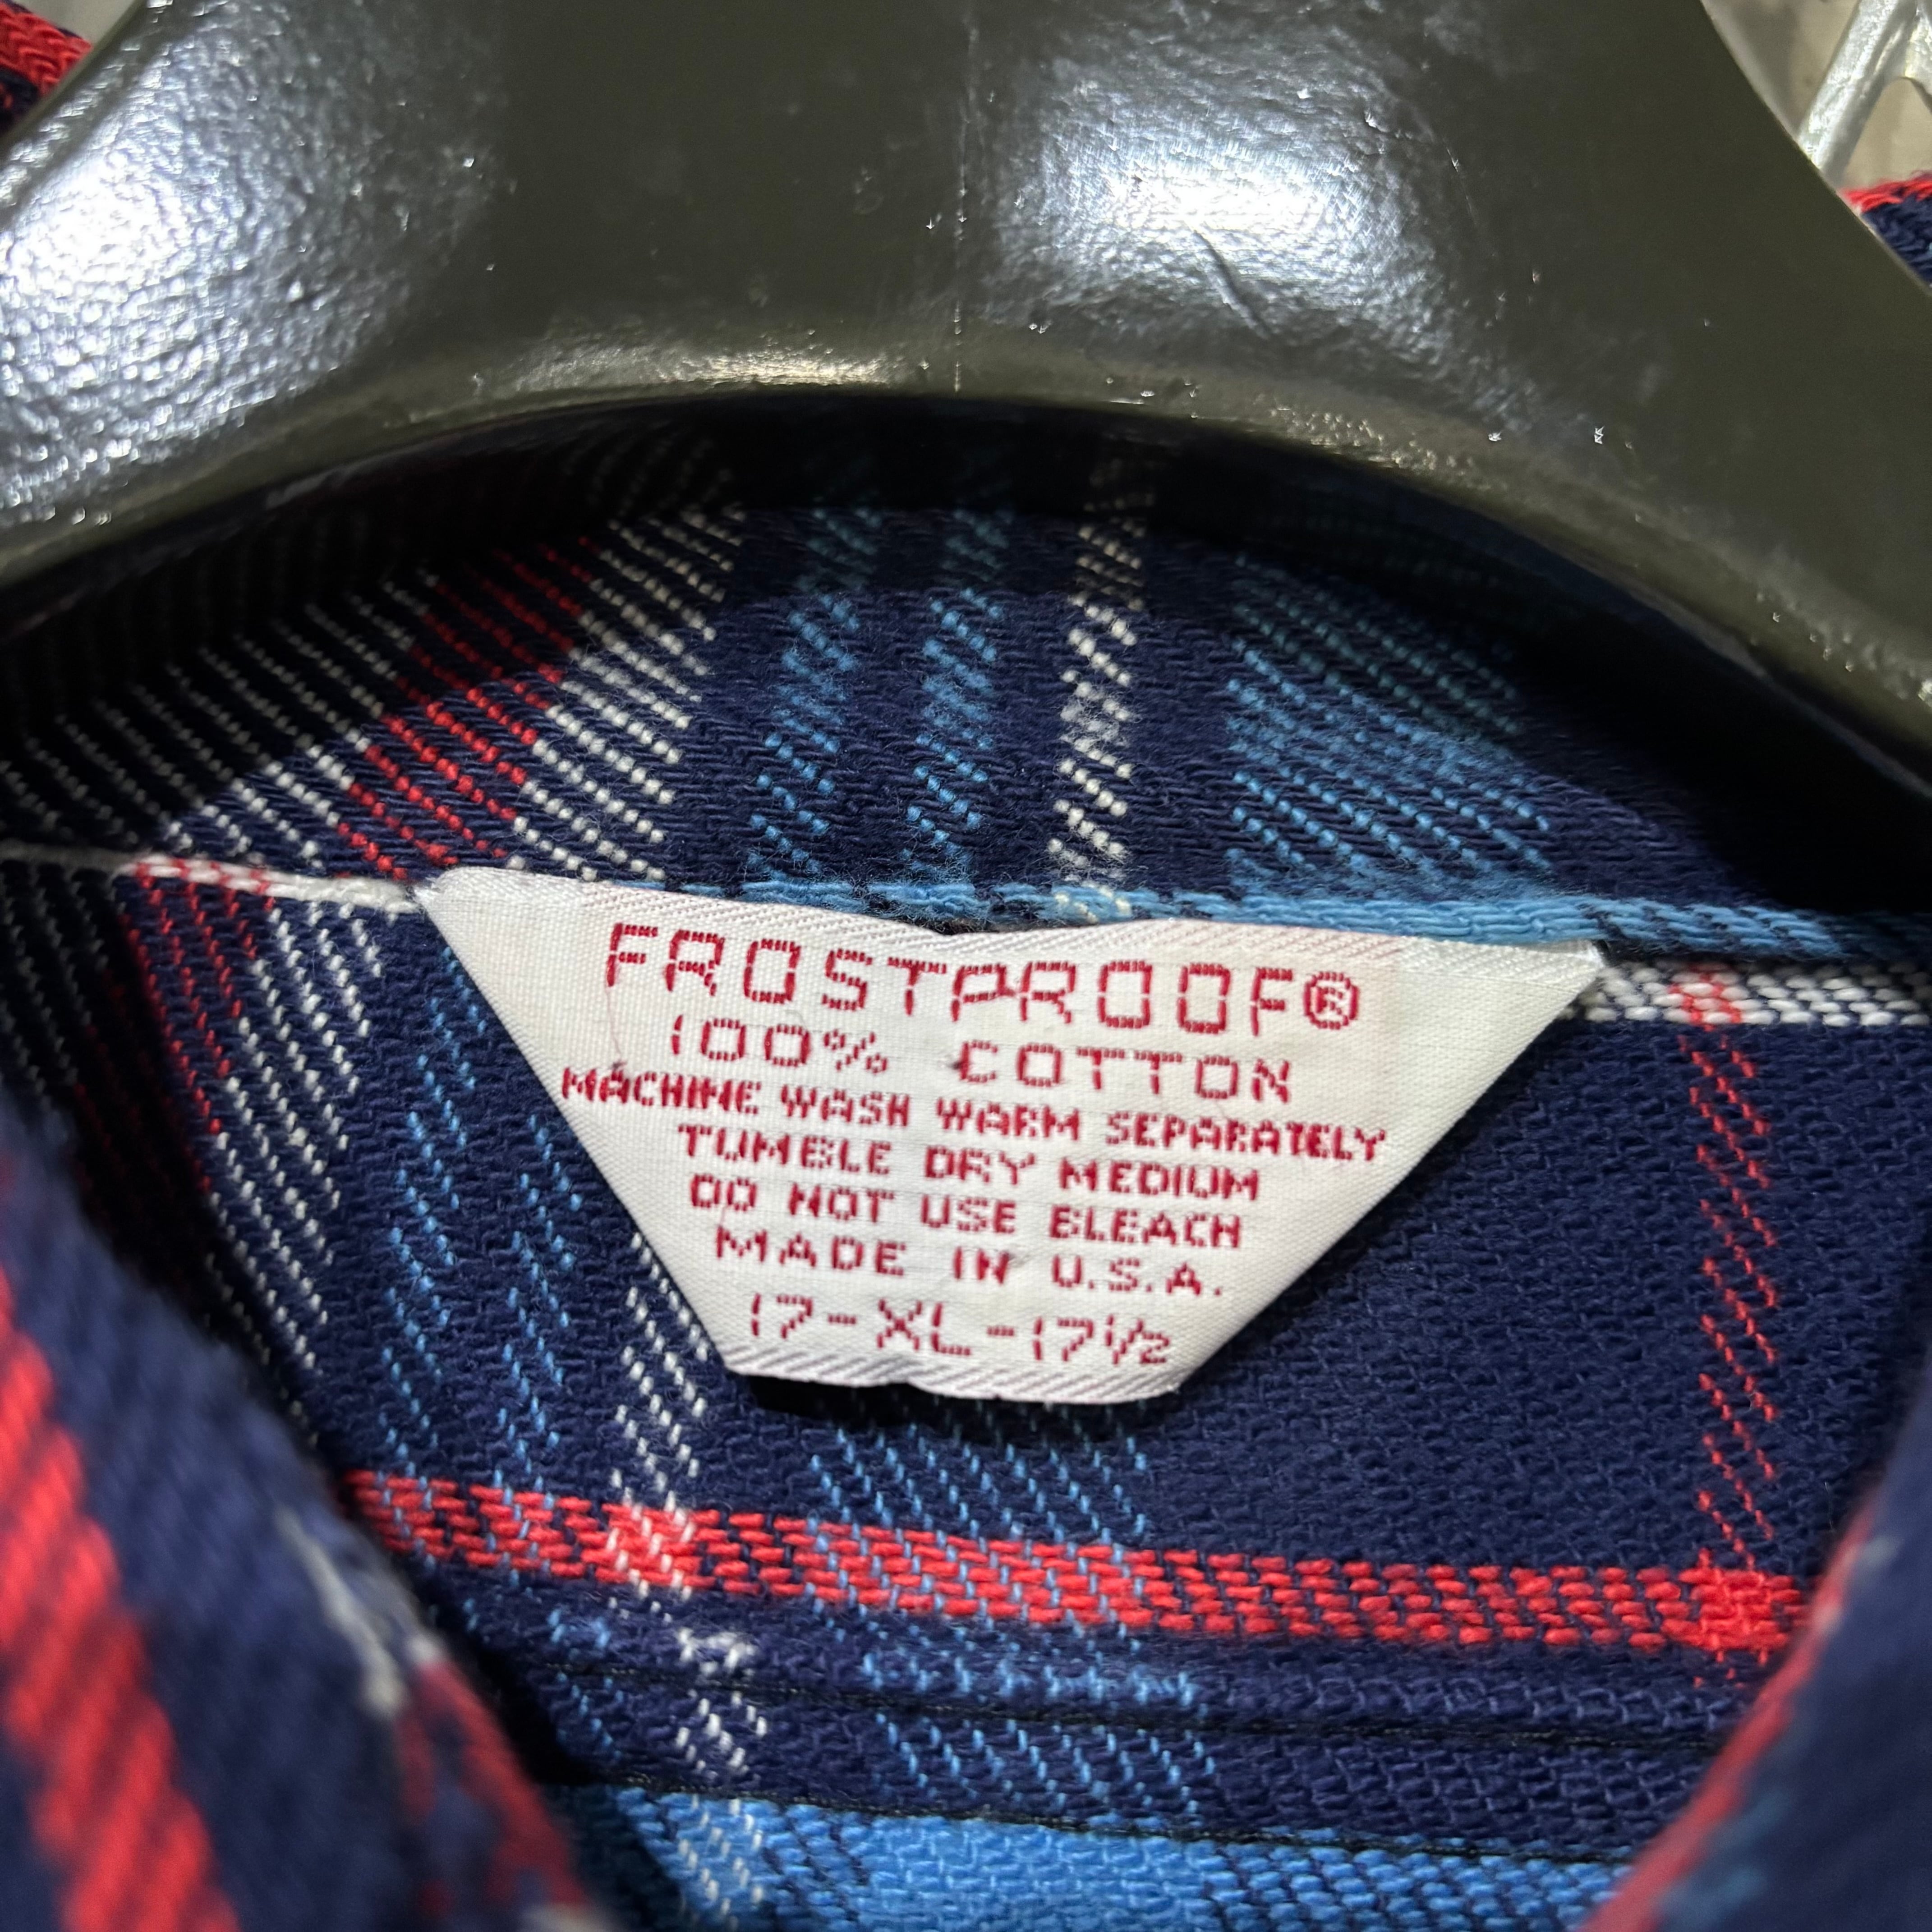 FROSTPROOF®
100% COTTON
MACHINE WASH WARM SEPARATELY
TUMBLE DRY MEDIUM
DO NOT USE BLEACH
MADE IN U.S.A.
17-XL-17½